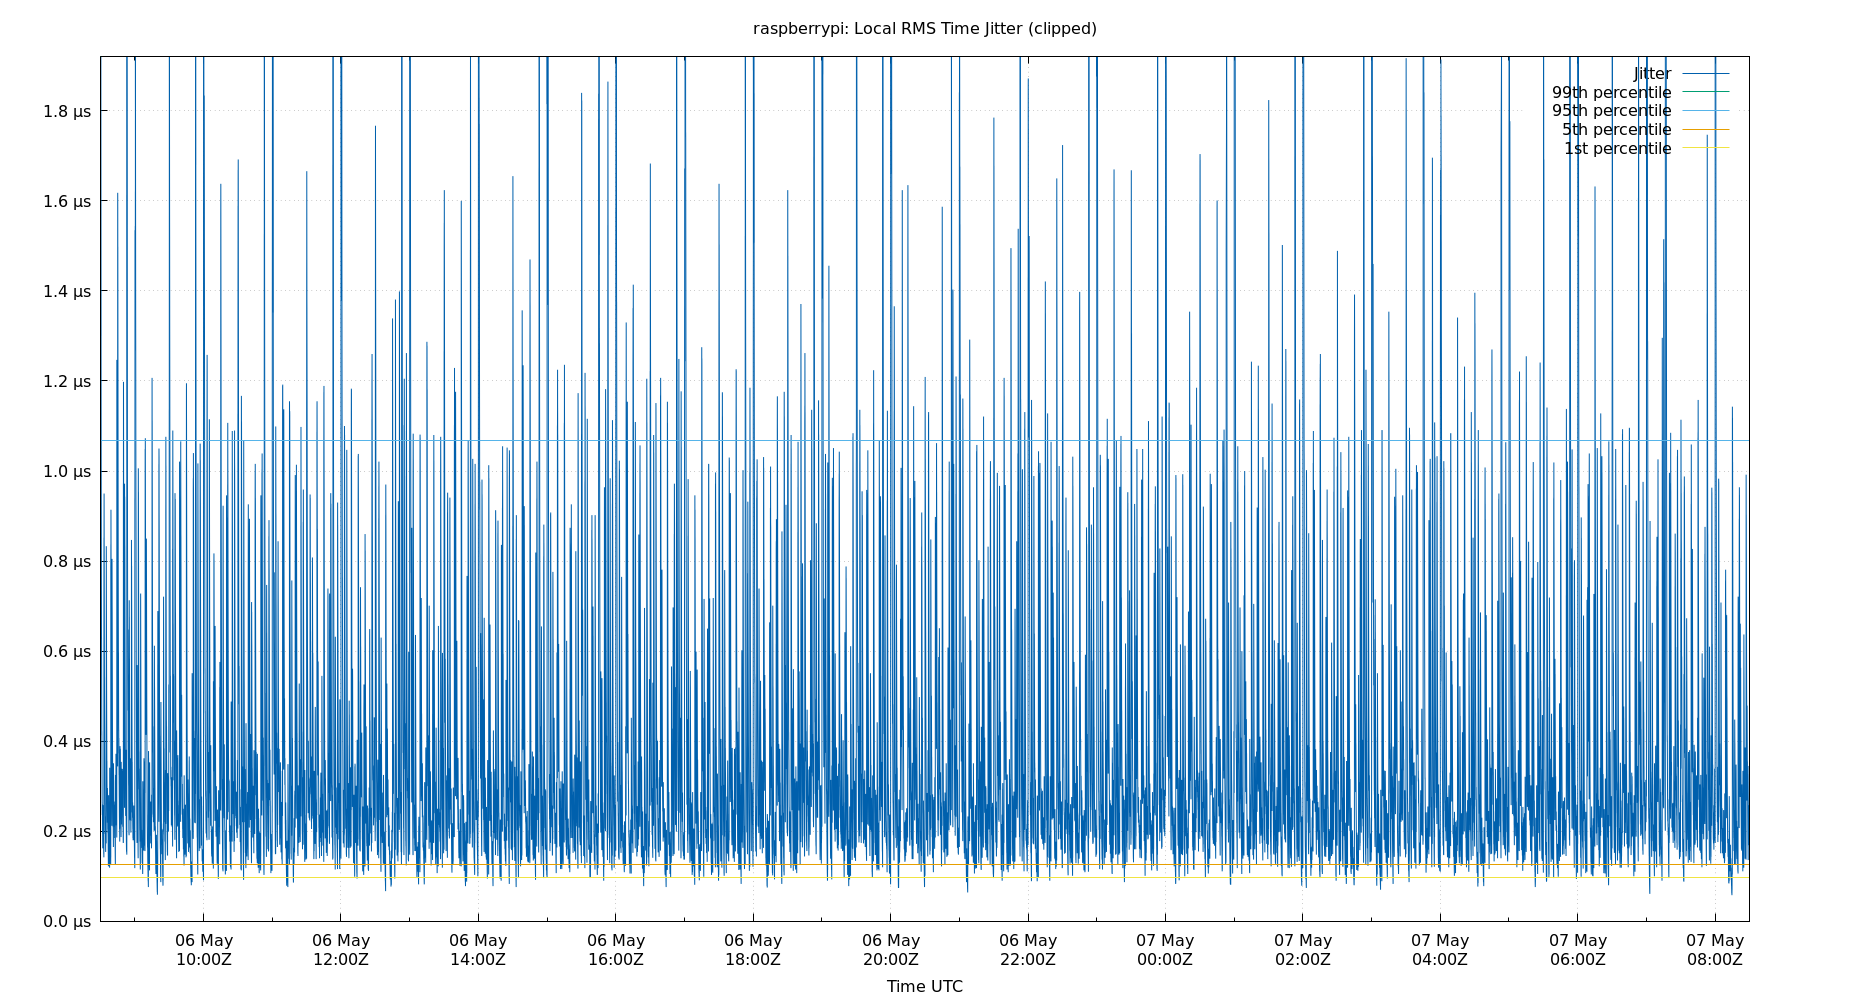 raspberrypi: Local RMS Time Jitter (clipped)
Jitter
99th percentile
95th percentile
5th percentile
1st percentile
1.8 µs
1.6 µs
1.4 µs
1.2 µs
1.0 µs
0.8 µs
0.6 µs
0.4 µs
0.2 µs
0.0 µs
06 May 06 May 06 May 06 May 06 May 06 May 06 May 07 May 07 May 07 May 07 May 07 May
10:00Z 12:00Z 14:00Z 16:00Z 18:00Z 20:00Z 22:00Z 00:00Z 02:00Z 04:00Z 06:00Z 08:00Z
Time UTC